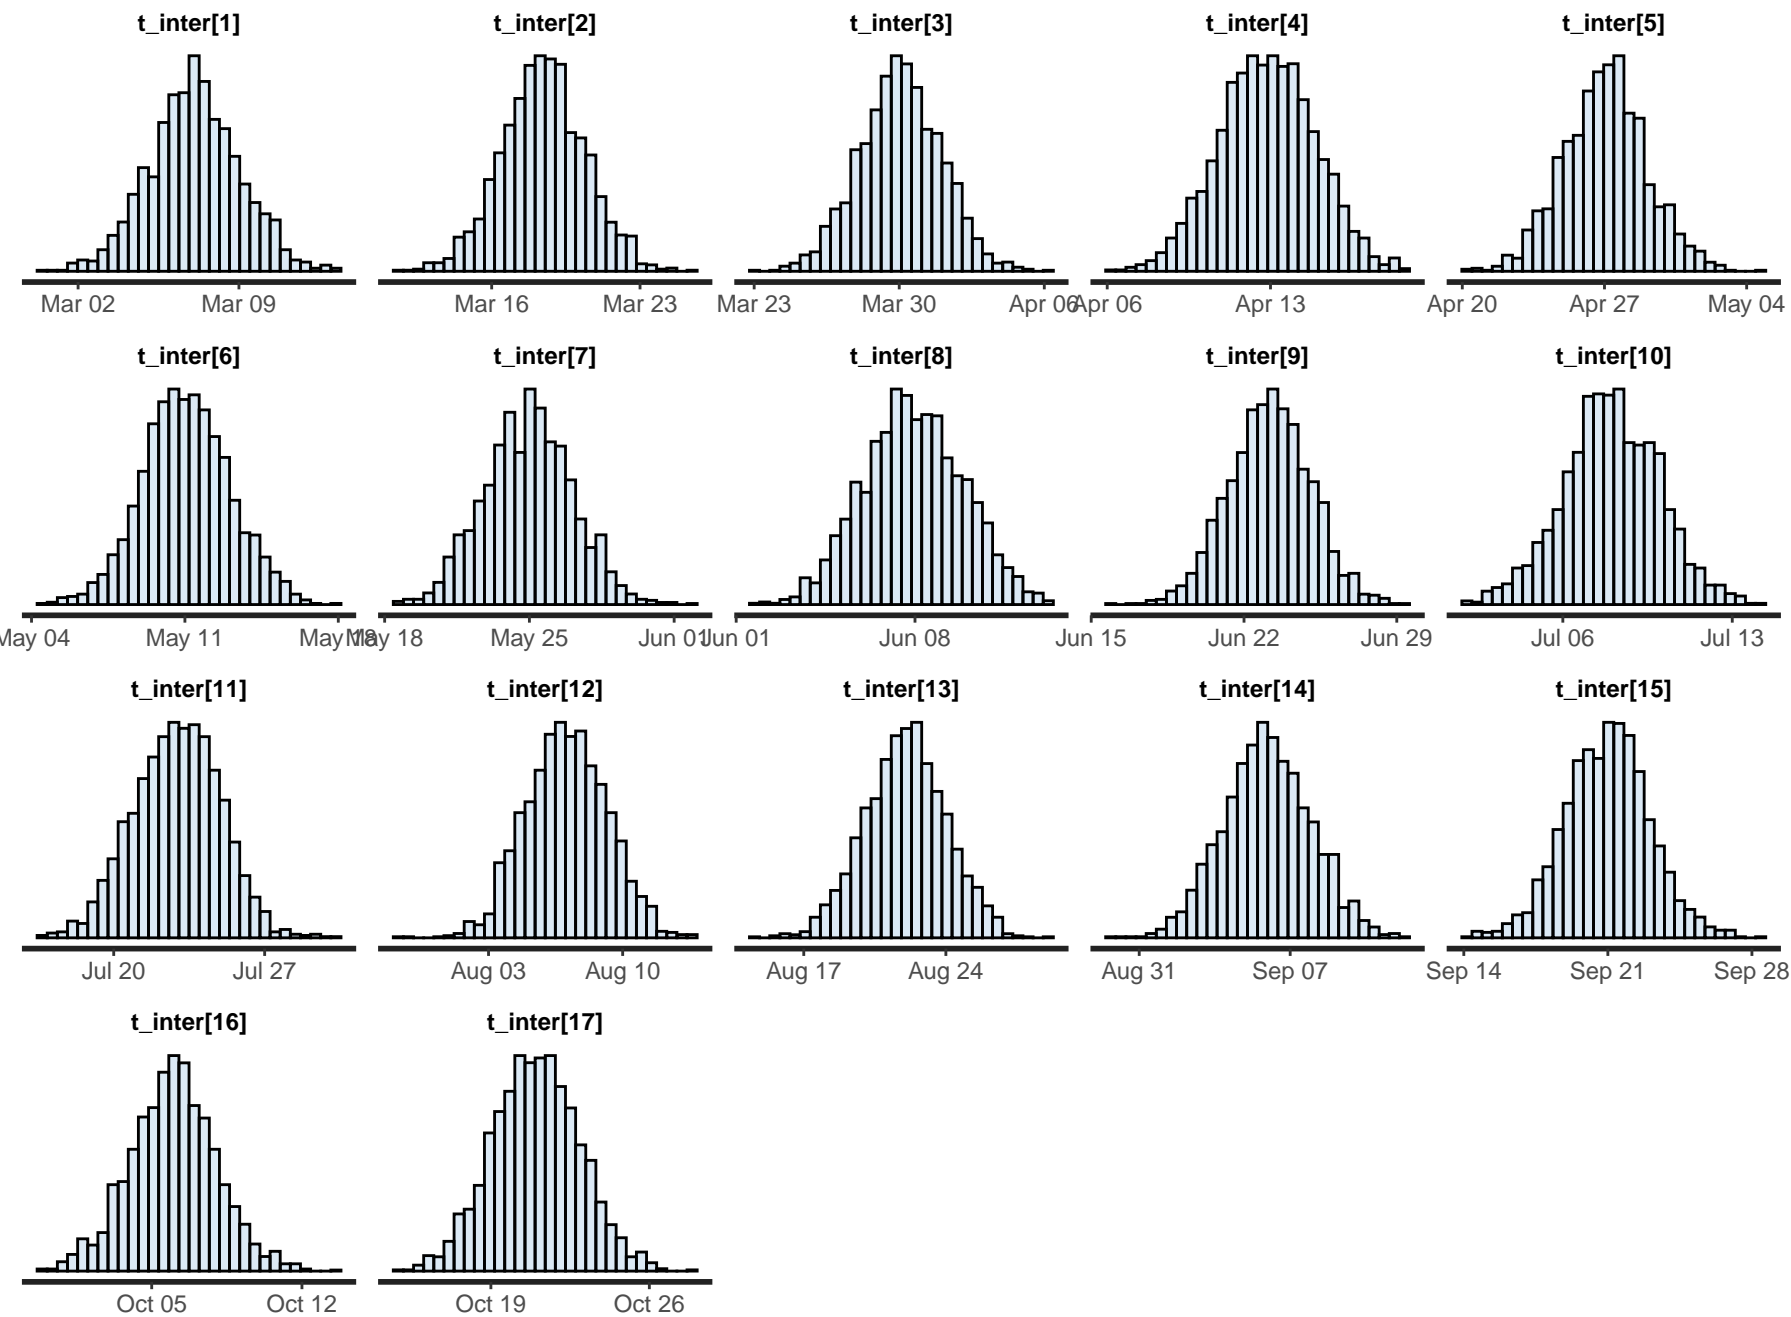 t_inter[1] t_inter[2] t_inter[3] t_inter[4] t_inter[5]
Mar 02 Mar 09 Mar 16 Mar 23 Mar 23 Mar 30 Apr 06 Apr 06 Apr 13 Apr 20 Apr 27 May 04
t_inter[6] t_inter[7] t_inter[8] t_inter[9] t_inter[10]
May 04 May 11 May 18 May 18 May 25 Jun 01 Jun 01 Jun 08 Jun 15 Jun 22 Jun 29 Jul 06 Jul 13
t_inter[11] t_inter[12] t_inter[13] t_inter[14] t_inter[15]
Jul 20 Jul 27 Aug 03 Aug 10 Aug 17 Aug 24 Aug 31 Sep 07 Sep 14 Sep 21 Sep 28
t_inter[16] t_inter[17]
Oct 05 Oct 12 Oct 19 Oct 26